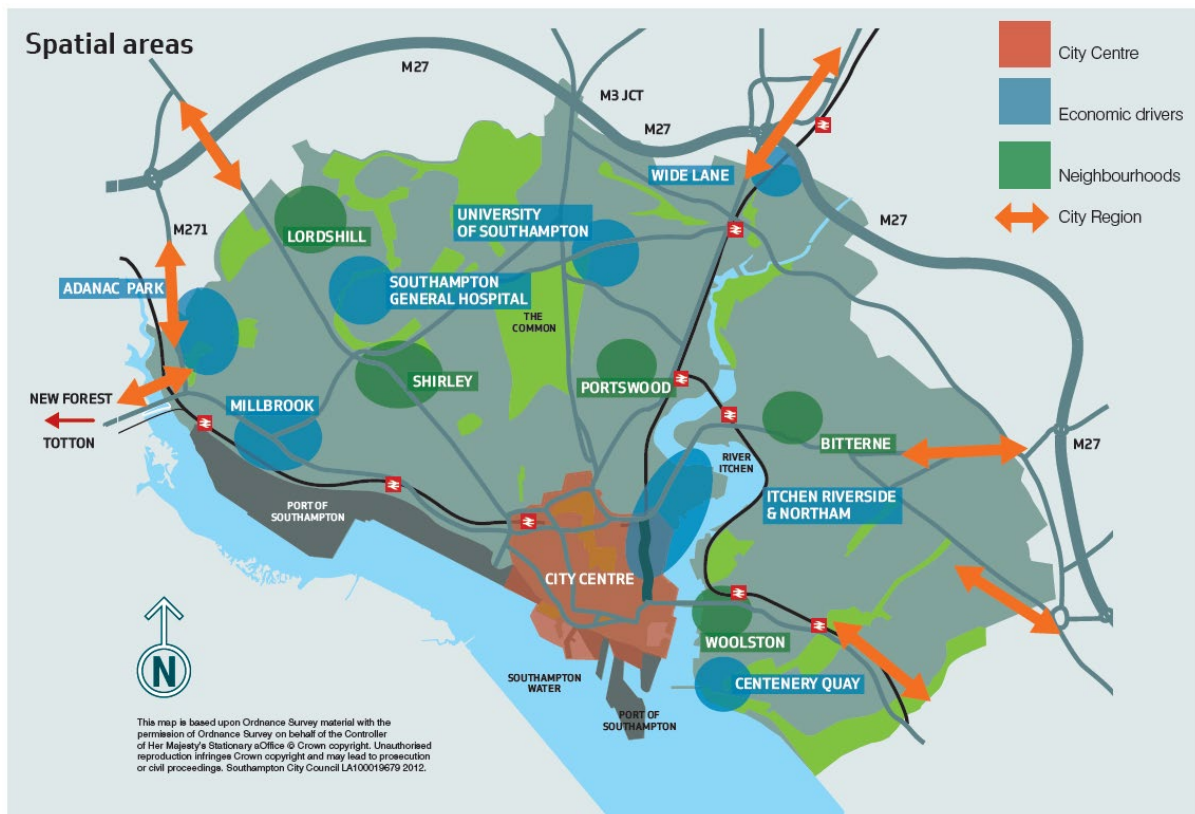 Spatial areas
City Centre
Economic drivers
Neighbourhoods
City Region
M27
M3 JCT
M27
WIDE LANE
M27
M271
LORDSHILL
UNIVERSITY
OF SOUTHAMPTON
ADANAC PARK
SOUTHAMPTON
GENERAL HOSPITAL
THE
COMMON
SHIRLEY
PORTSWOOD
NEW FOREST
TOTTON
MILLBROOK
BITTERNE
M27
RIVER
ITCHEN
ITCHEN RIVERSIDE
& NORTHAM
PORT OF
SOUTHAMPTON
CITY CENTRE
WOOLSTON
SOUTHAMPTON
WATER
CENTENERY QUAY
PORT OF
SOUTHAMPTON
N
This map is based upon Ordnance Survey material with the
permission of Ordnance Survey on behalf of the Controller
of Her Majesty's Stationary aOffice © Crown copyright. Unauthorised
reproduction infringes Crown copyright and may lead to prosecution
or civil proceedings. Southampton City Council LA100019679 2012.